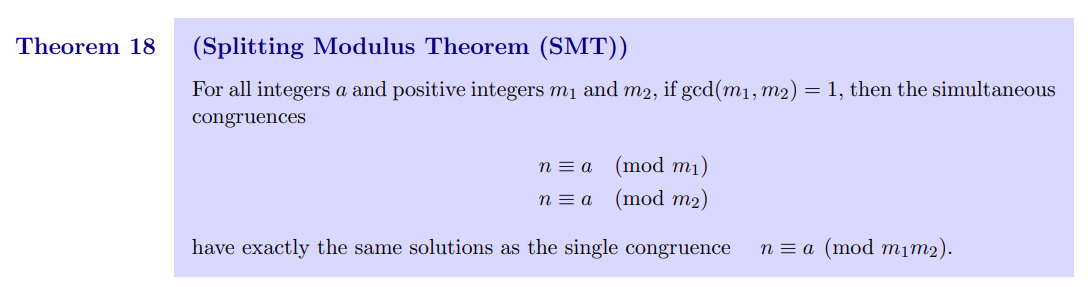 Theorem 18 (Splitting Modulus Theorem (SMT))
For all integers a and positive integers m₁ and m₂, if gcd(m₁, m₂) = 1, then the simultaneous
congruences
n ≡ a (mod m₁)
n ≡ a (mod m₂)
have exactly the same solutions as the single congruence n ≡ a (mod m₁m₂).